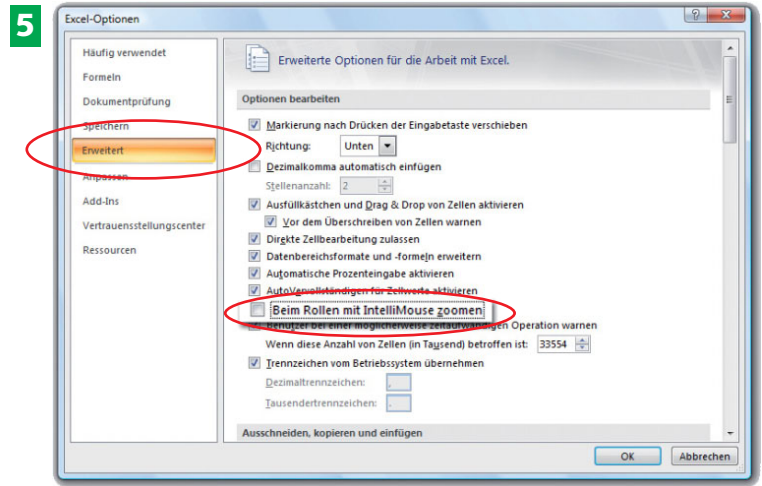 5
Excel-Optionen
Häufig verwendet
Formeln
Dokumentprüfung
Speichern
Erweitert
Anpassen
Add-Ins
Vertrauensstellungscenter
Ressourcen
Erweiterte Optionen für die Arbeit mit Excel.
Optionen bearbeiten
Markierung nach Drücken der Eingabetaste verschieben
Richtung: Unten
Dezimalkomma automatisch einfügen
Stellenanzahl: 2
Ausfüllkästchen und Drag & Drop von Zellen aktivieren
Vor dem Überschreiben von Zellen warnen
Direkte Zellbearbeitung zulassen
Datenbereichsformate und -formeln erweitern
Automatische Prozenteingabe aktivieren
AutoVervollständigen für Zellwerte aktivieren
Beim Rollen mit IntelliMouse zoomen
Benutzer bei einer möglicherweise zeitaufwändigen Operation warnen
Wenn diese Anzahl von Zellen (in Tausend) betroffen ist: 33554
Trennzeichen vom Betriebssystem übernehmen
Dezimaltrennzeichen: ,
Tausendertrennzeichen: .
Ausschneiden, kopieren und einfügen
OK Abbrechen